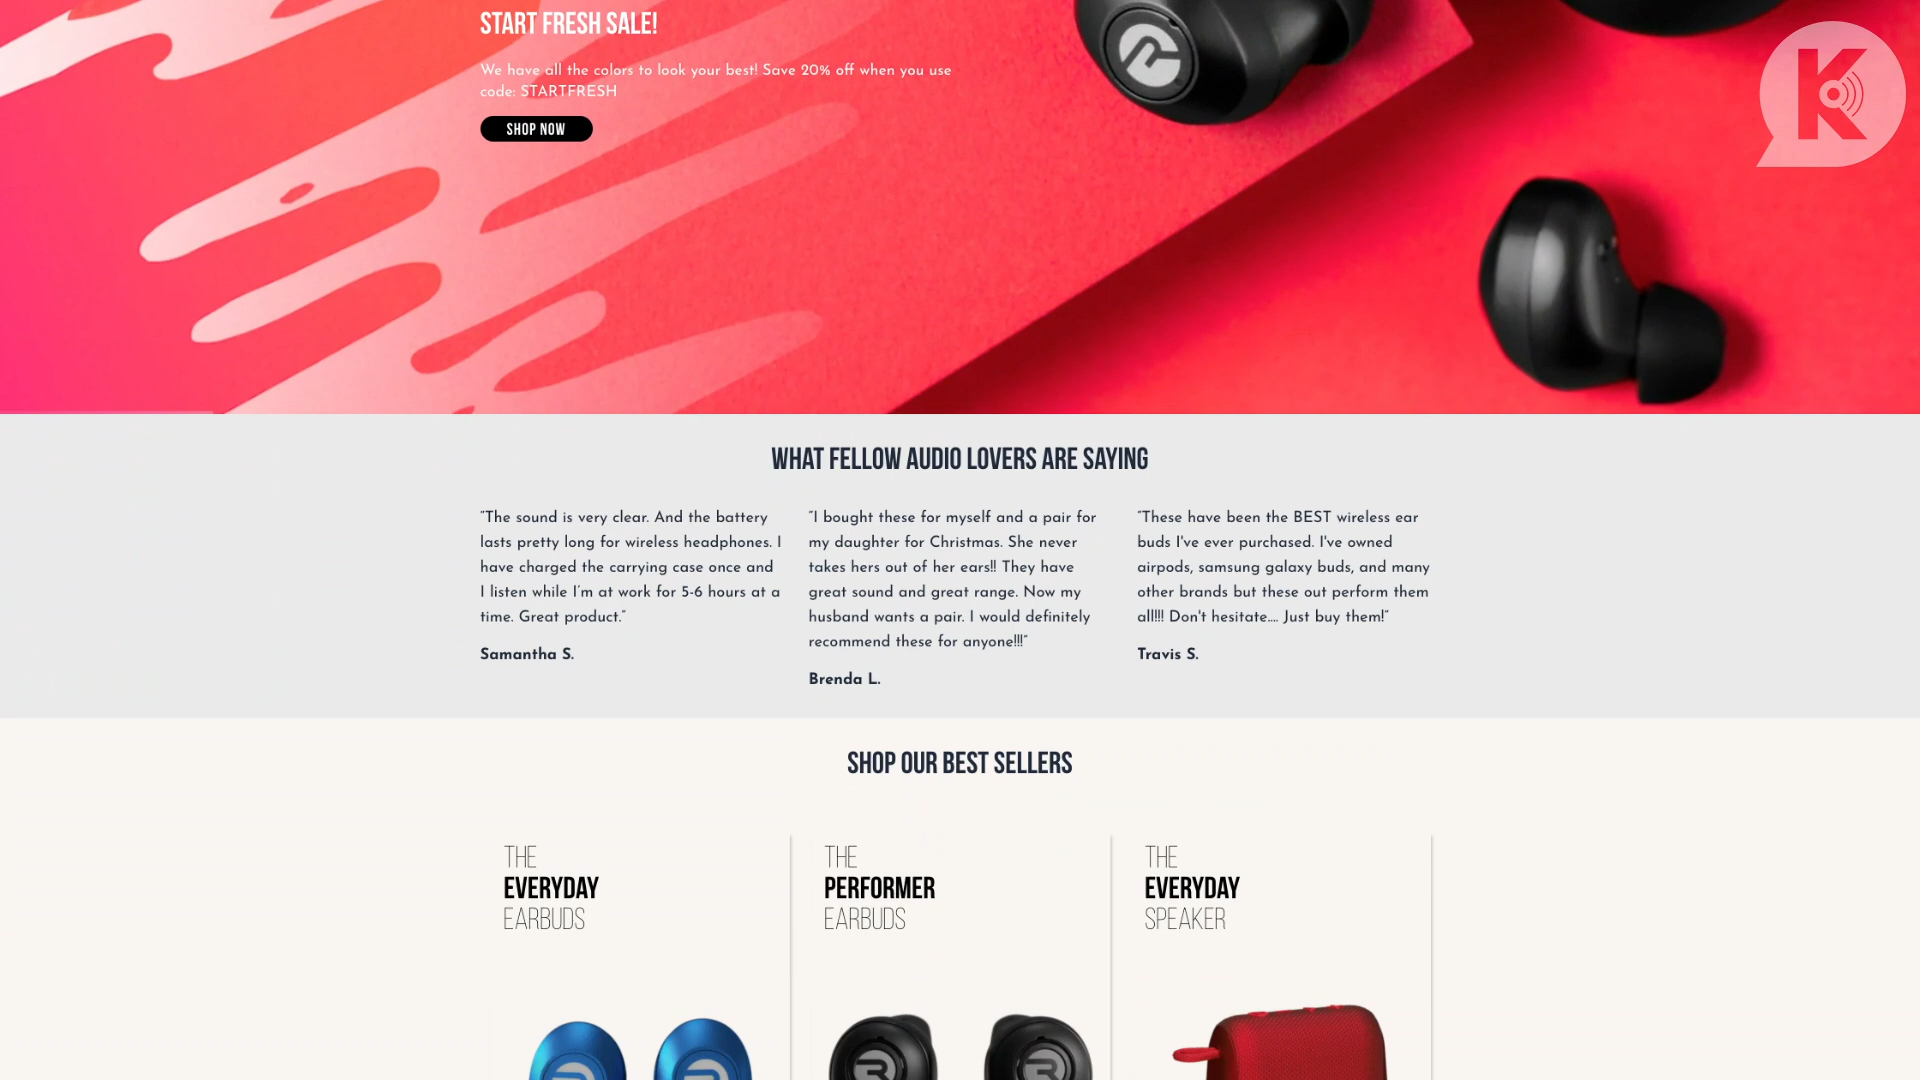 START FRESH SALE!
We have all the colors to look your best! Save 20% off when you use
code: STARTFRESH
SHOP NOW
K
WHAT FELLOW AUDIO LOVERS ARE SAYING
“The sound is very clear. And the battery
lasts pretty long for wireless headphones. I
have charged the carrying case once and
I listen while I’m at work for 5-6 hours at a
time. Great product.”
Samantha S.
“I bought these for myself and a pair for
my daughter for Christmas. She never
takes hers out of her ears!! They have
great sound and great range. Now my
husband wants a pair. I would definitely
recommend these for anyone!!!”
Brenda L.
“These have been the BEST wireless ear
buds I've ever purchased. I've owned
airpods, samsung galaxy buds, and many
other brands but these out perform them
all!!! Don't hesitate.... Just buy them!”
Travis S.
SHOP OUR BEST SELLERS
THE
EVERYDAY
EARBUDS
THE
PERFORMER
EARBUDS
THE
EVERYDAY
SPEAKER